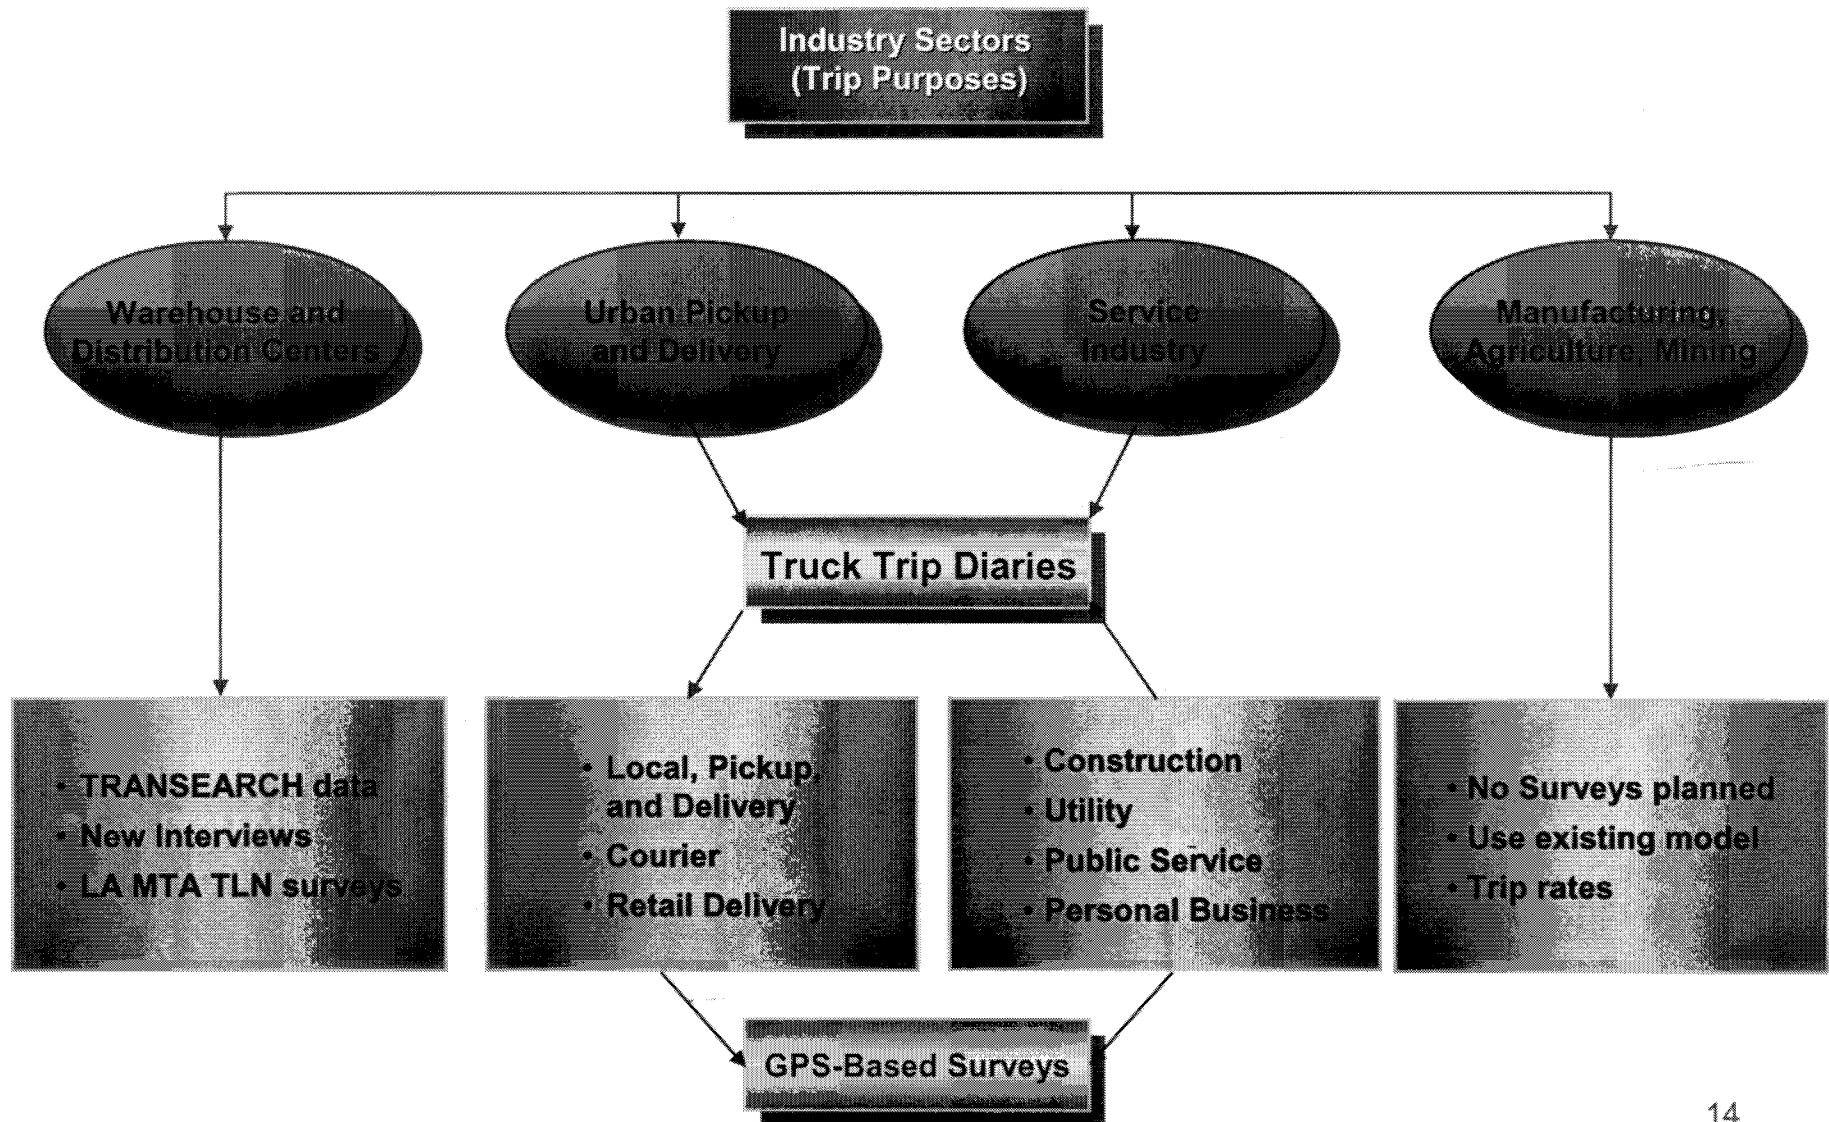 Industry Sectors
(Trip Purposes)
Warehouse and
Distribution Centers
Urban Pickup
and Delivery
Service
Industry
Manufacturing,
Agriculture, Mining
Truck Trip Diaries
• TRANSEARCH data
• New Interviews
• LA MTA TLN surveys
• Local, Pickup,
and Delivery
• Courier
• Retail Delivery
• Construction
• Utility
• Public Service
• Personal Business
• No Surveys planned
• Use existing model
• Trip rates
GPS-Based Surveys
14